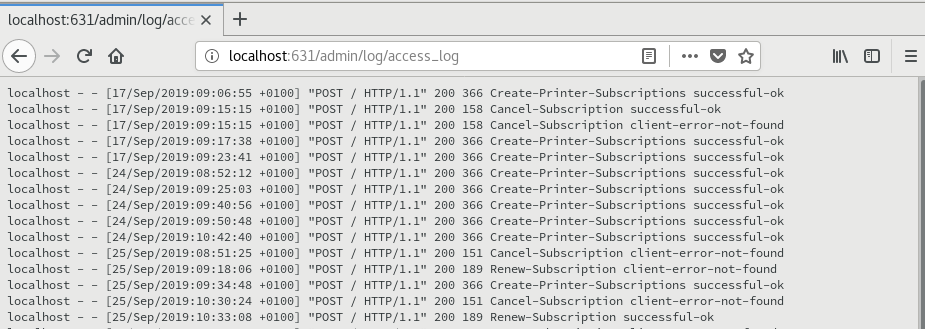 localhost:631/admin/log/acce
localhost:631/admin/log/access_log
localhost - - [17/Sep/2019:09:06:55 +0100] "POST / HTTP/1.1" 200 366 Create-Printer-Subscriptions successful-ok
localhost - - [17/Sep/2019:09:15:15 +0100] "POST / HTTP/1.1" 200 158 Cancel-Subscription successful-ok
localhost - - [17/Sep/2019:09:15:15 +0100] "POST / HTTP/1.1" 200 158 Cancel-Subscription client-error-not-found
localhost - - [17/Sep/2019:09:17:38 +0100] "POST / HTTP/1.1" 200 366 Create-Printer-Subscriptions successful-ok
localhost - - [17/Sep/2019:09:23:41 +0100] "POST / HTTP/1.1" 200 366 Create-Printer-Subscriptions successful-ok
localhost - - [24/Sep/2019:08:52:12 +0100] "POST / HTTP/1.1" 200 366 Create-Printer-Subscriptions successful-ok
localhost - - [24/Sep/2019:09:25:03 +0100] "POST / HTTP/1.1" 200 366 Create-Printer-Subscriptions successful-ok
localhost - - [24/Sep/2019:09:40:56 +0100] "POST / HTTP/1.1" 200 366 Create-Printer-Subscriptions successful-ok
localhost - - [24/Sep/2019:09:50:48 +0100] "POST / HTTP/1.1" 200 366 Create-Printer-Subscriptions successful-ok
localhost - - [24/Sep/2019:10:42:40 +0100] "POST / HTTP/1.1" 200 366 Create-Printer-Subscriptions successful-ok
localhost - - [25/Sep/2019:08:51:25 +0100] "POST / HTTP/1.1" 200 151 Cancel-Subscription client-error-not-found
localhost - - [25/Sep/2019:09:18:06 +0100] "POST / HTTP/1.1" 200 189 Renew-Subscription client-error-not-found
localhost - - [25/Sep/2019:09:34:48 +0100] "POST / HTTP/1.1" 200 366 Create-Printer-Subscriptions successful-ok
localhost - - [25/Sep/2019:10:30:24 +0100] "POST / HTTP/1.1" 200 151 Cancel-Subscription client-error-not-found
localhost - - [25/Sep/2019:10:33:08 +0100] "POST / HTTP/1.1" 200 189 Renew-Subscription successful-ok